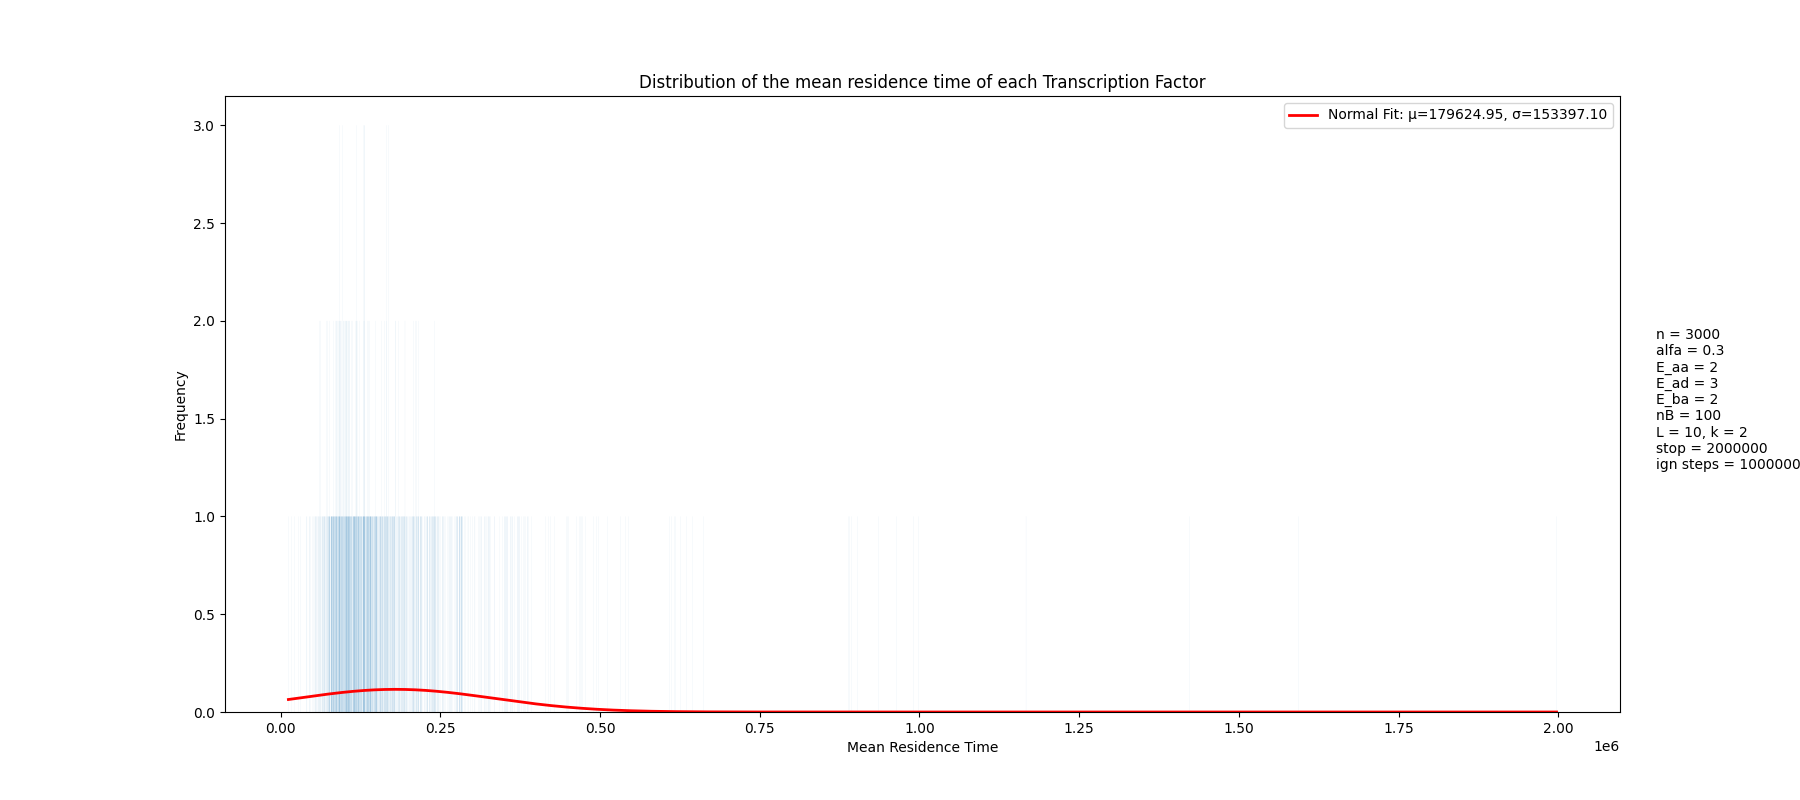 Distribution of the mean residence time of each Transcription Factor
Normal Fit: μ=179624.95, σ=153397.10
3.0
2.5
2.0
1.5
1.0
0.5
0.0
Frequency
0.00 0.25 0.50 0.75 1.00 1.25 1.50 1.75 2.00
1e6
Mean Residence Time
n = 3000
alfa = 0.3
E_aa = 2
E_ad = 3
E_ba = 2
nB = 100
L = 10, k = 2
stop = 2000000
ign steps = 1000000